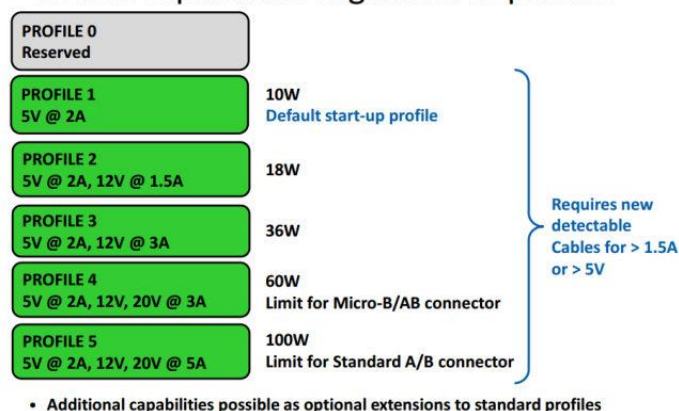 PROFILE 0
Reserved
PROFILE 1
5V @ 2A
10W
Default start-up profile
PROFILE 2
5V @ 2A, 12V @ 1.5A
18W
PROFILE 3
5V @ 2A, 12V @ 3A
36W
PROFILE 4
5V @ 2A, 12V, 20V @ 3A
60W
Limit for Micro-B/AB connector
PROFILE 5
5V @ 2A, 12V, 20V @ 5A
100W
Limit for Standard A/B connector
Requires new
detectable
Cables for > 1.5A
or > 5V
• Additional capabilities possible as optional extensions to standard profiles